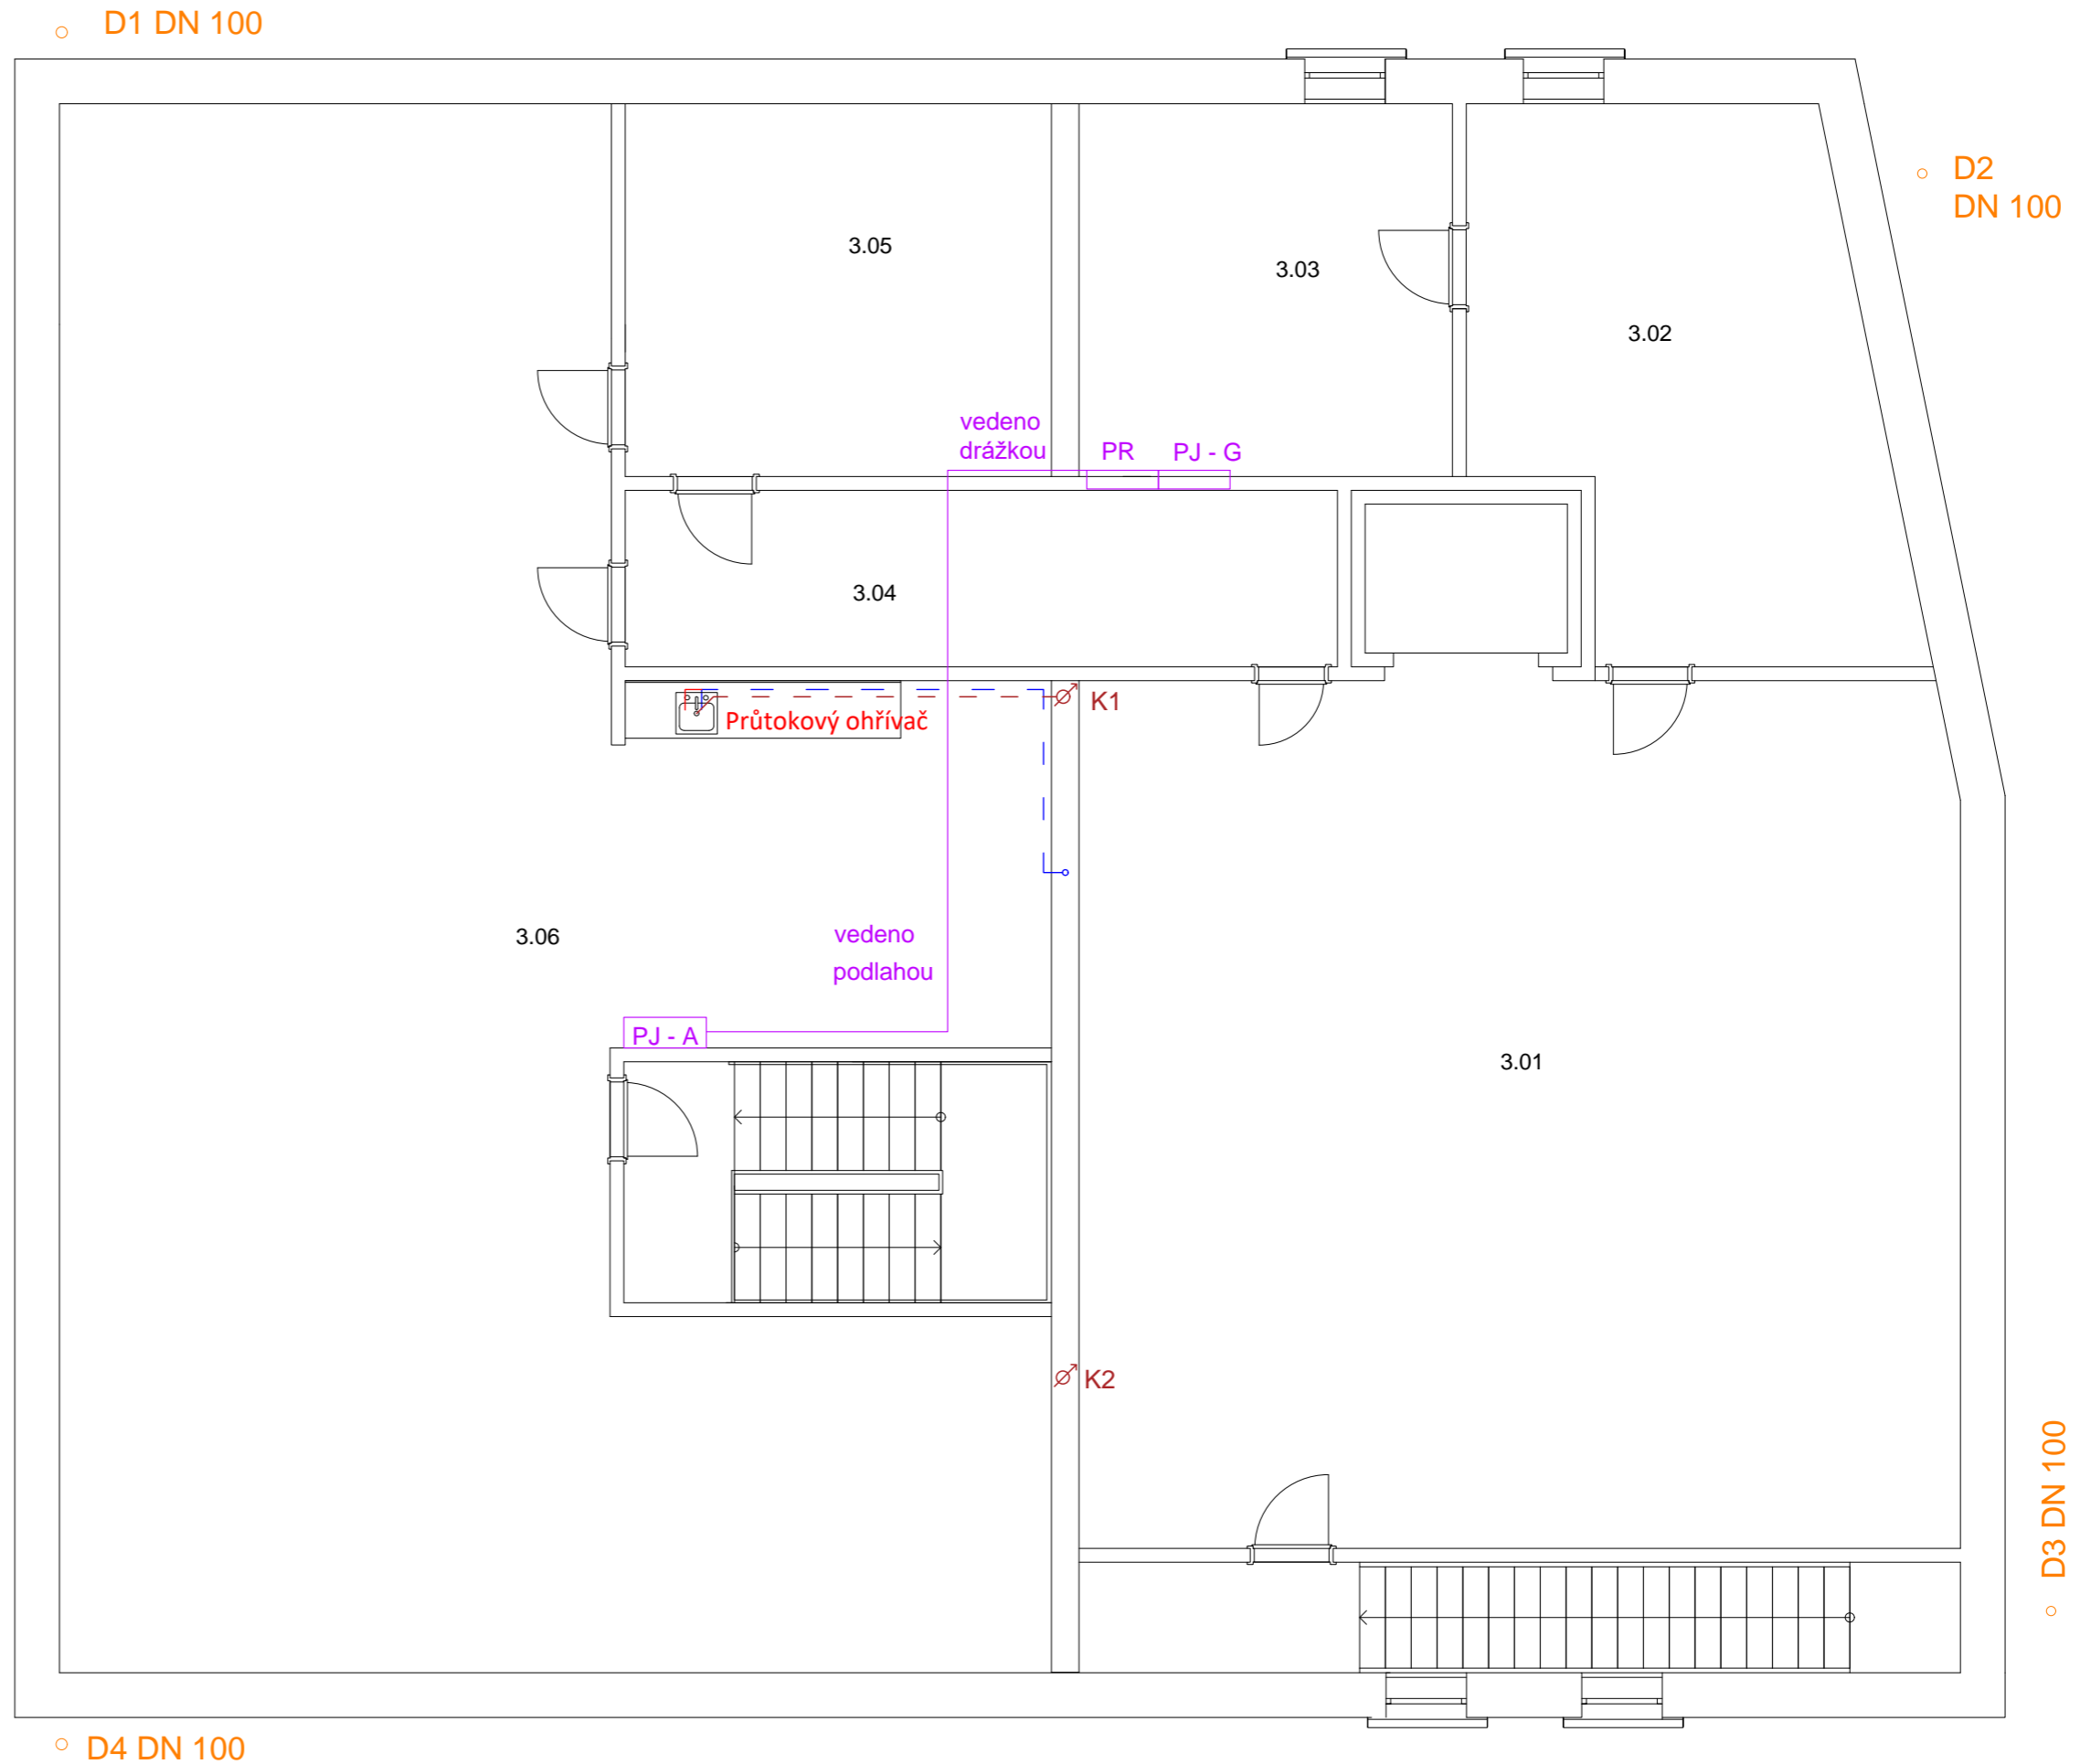 D1 DN 100
D2
DN 100
3.05
3.03
3.02
vedeno
drážkou
PR
PJ - G
3.04
K1
Průtokový ohřívač
3.06
vedeno
podlahou
PJ - A
3.01
K2
D3 DN 100
D4 DN 100